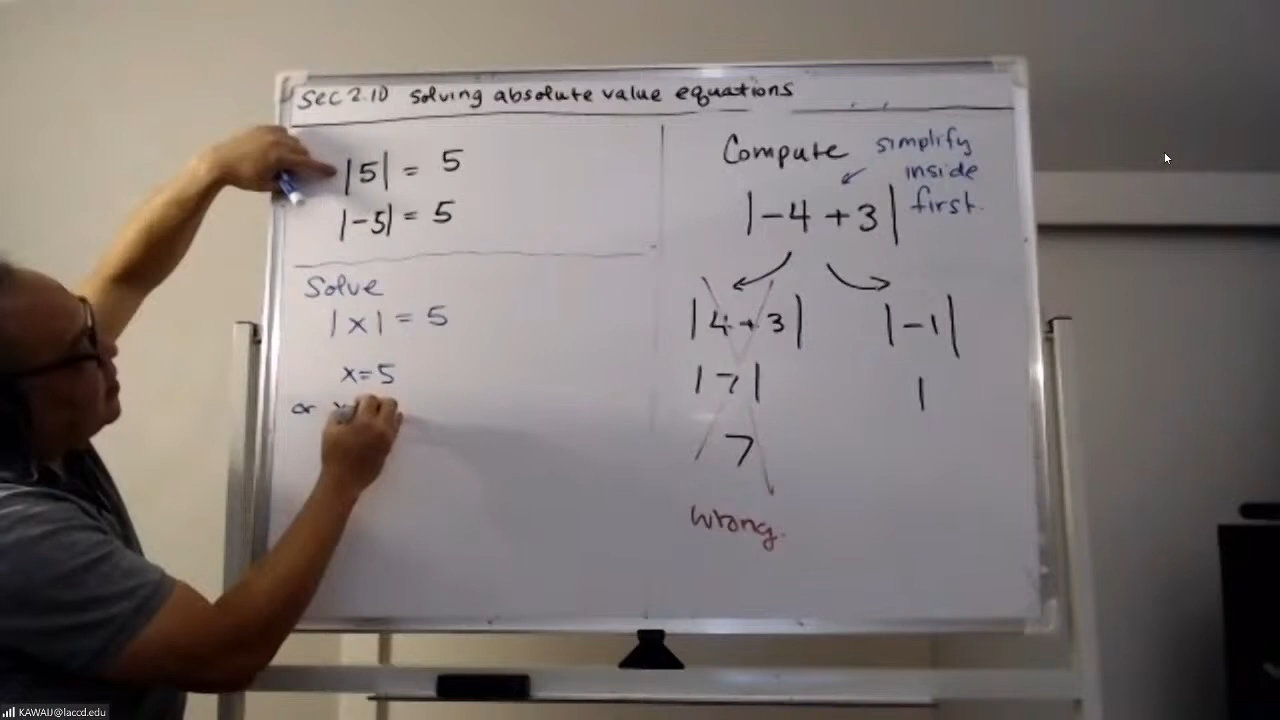 Sec 2.10 Solving absolute value equations
|5| = 5
|-5| = 5
Solve
|x| = 5
x=5
or x
Compute
simplify
inside
first.
|-4 +3|
|4+3|
|-1|
|7|
1
7
Wrong.
KAWAIJ@laccd.edu